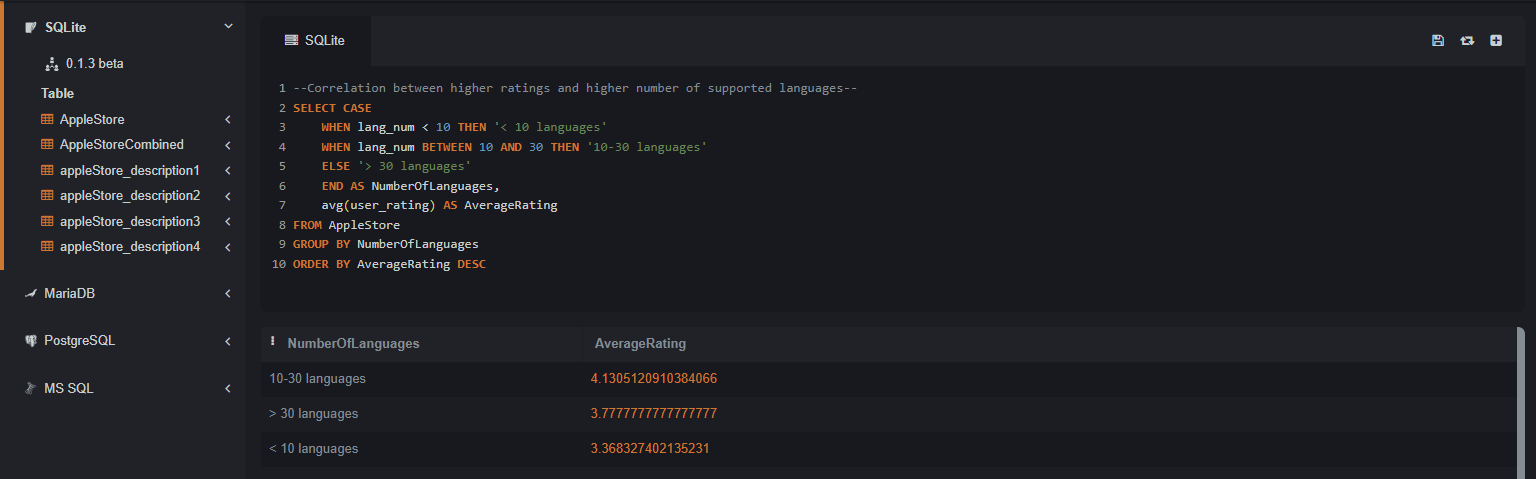 SQLite
0.1.3 beta
Table
AppleStore
AppleStoreCombined
appleStore_description1
appleStore_description2
appleStore_description3
appleStore_description4
MariaDB
PostgreSQL
MS SQL
SQLite
1 --Correlation between higher ratings and higher number of supported languages--
2 SELECT CASE
3 WHEN lang_num < 10 THEN '< 10 languages'
4 WHEN lang_num BETWEEN 10 AND 30 THEN '10-30 languages'
5 ELSE '> 30 languages'
6 END AS NumberOfLanguages,
7 avg(user_rating) AS AverageRating
8 FROM AppleStore
9 GROUP BY NumberOfLanguages
10 ORDER BY AverageRating DESC
NumberOfLanguages AverageRating
10-30 languages 4.1305120910384066
> 30 languages 3.7777777777777777
< 10 languages 3.368327402135231